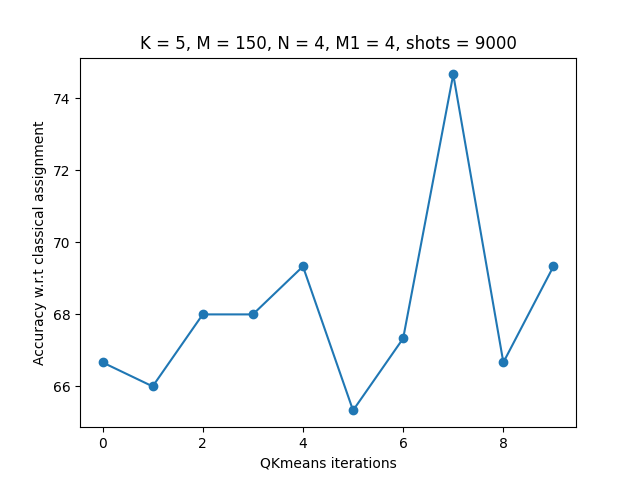 K = 5, M = 150, N = 4, M1 = 4, shots = 9000
Accuracy w.r.t classical assignment
74
72
70
68
66
0 2 4 6 8
QKmeans iterations